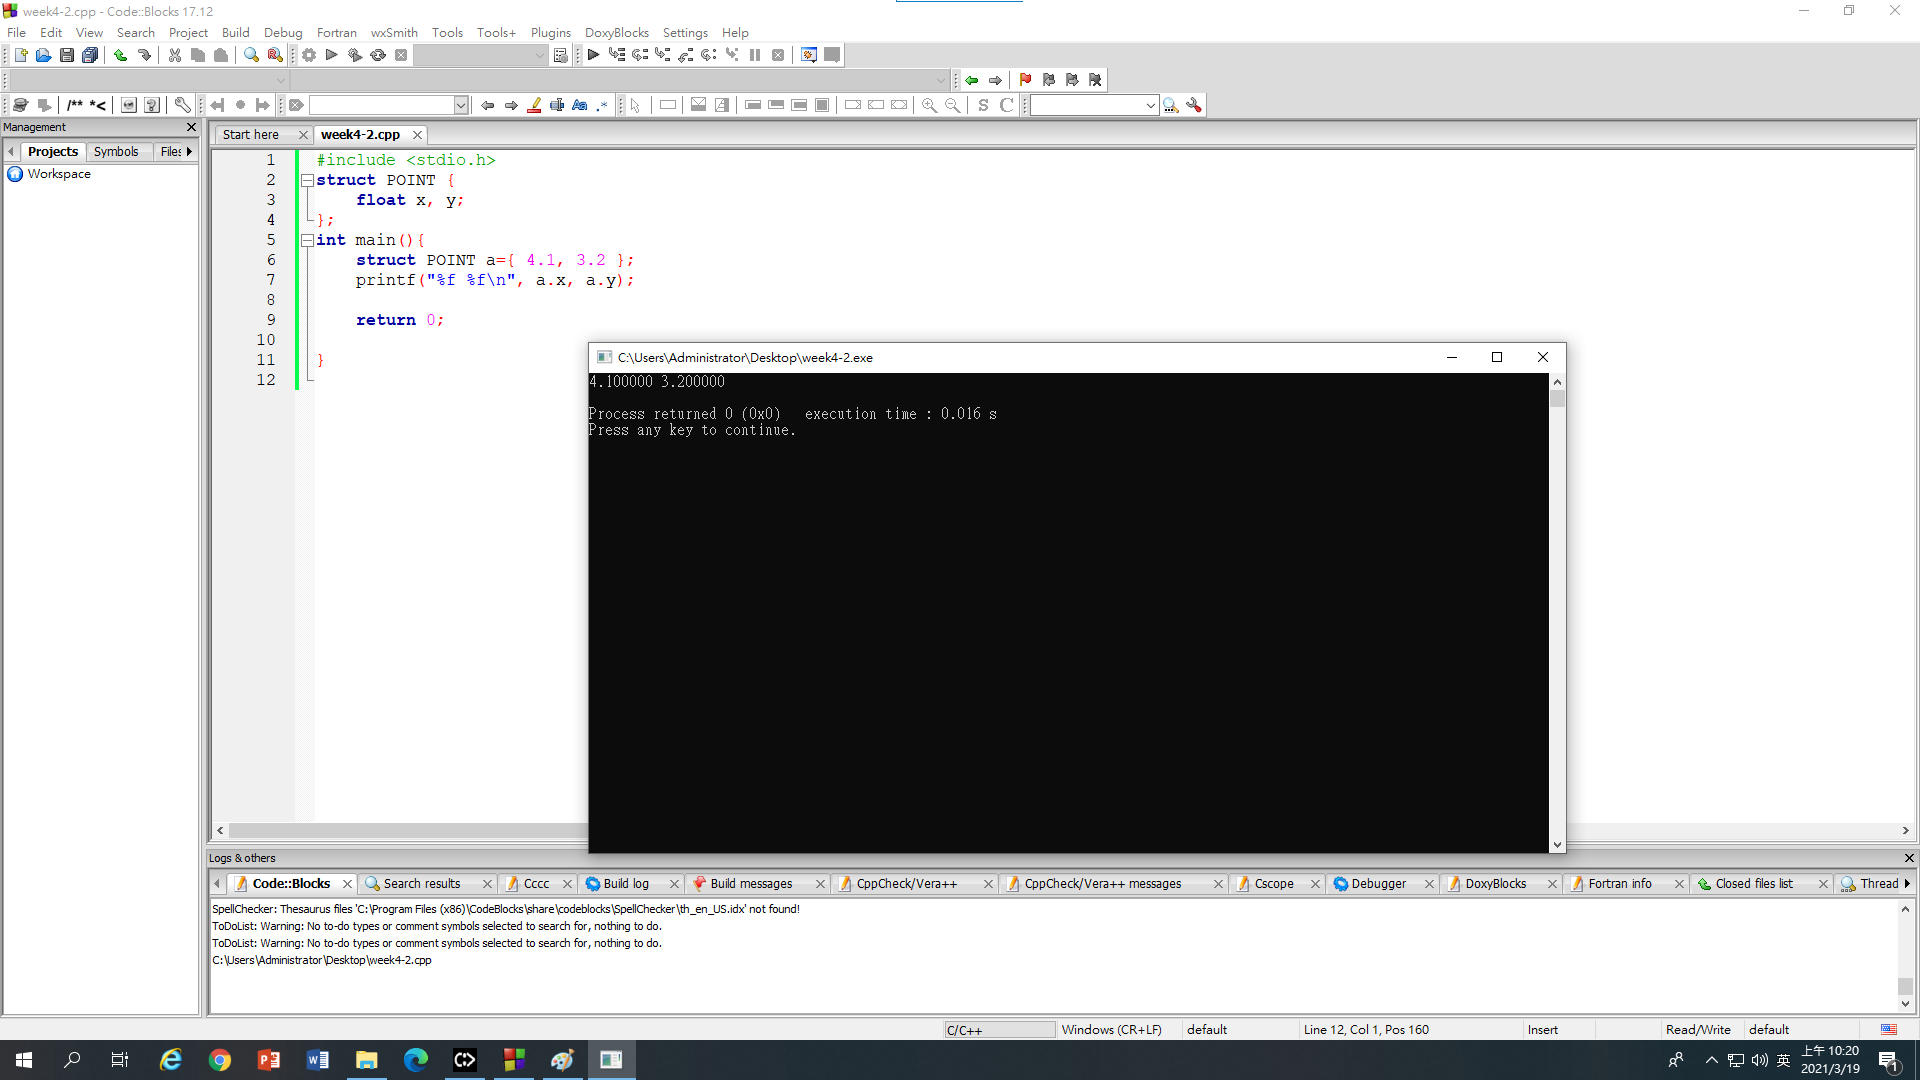 week4-2.cpp - Code::Blocks 17.12
File Edit View Search Project Build Debug Fortran wxSmith Tools Tools+ Plugins DoxyBlocks Settings Help
/** *<
S C
Management
Projects Symbols Files
Workspace
Start here week4-2.cpp
1 #include <stdio.h>
2 struct POINT {
3 float x, y;
4 };
5 int main(){
6 struct POINT a={ 4.1, 3.2 };
7 printf("%f %f\n", a.x, a.y);
8
9 return 0;
10
11 }
12
C:\Users\Administrator\Desktop\week4-2.exe
4.100000 3.200000
Process returned 0 (0x0) execution time : 0.016 s
Press any key to continue.
Logs & others
Code::Blocks Search results Cccc Build log Build messages CppCheck/Vera++ CppCheck/Vera++ messages Cscope Debugger DoxyBlocks Fortran info Closed files list Thread
SpellChecker: Thesaurus files 'C:\Program Files (x86)\CodeBlocks\share\codeblocks\SpellChecker\th_en_US.idx' not found!
ToDoList: Warning: No to-do types or comment symbols selected to search for, nothing to do.
ToDoList: Warning: No to-do types or comment symbols selected to search for, nothing to do.
C:\Users\Administrator\Desktop\week4-2.cpp
C/C++ Windows (CR+LF) default Line 12, Col 1, Pos 160 Insert Read/Write default
英 上午 10:20
2021/3/19
1